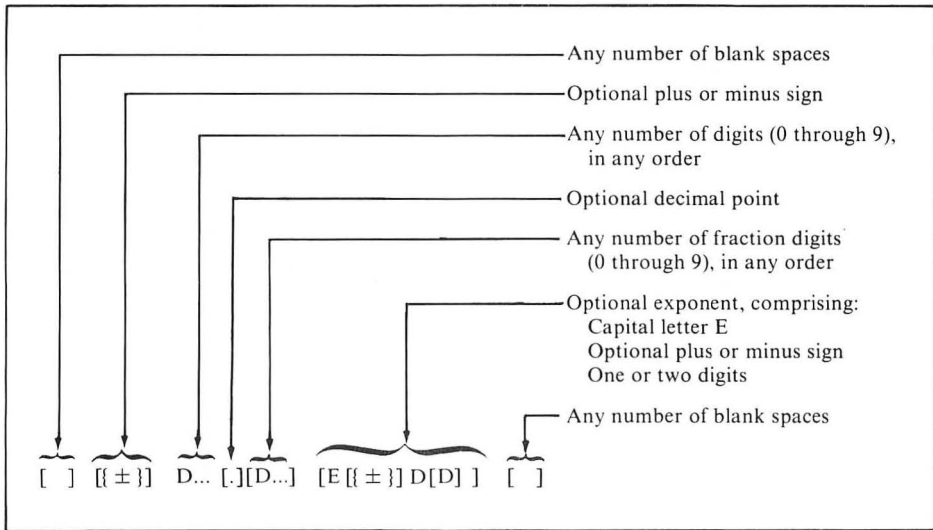 Any number of blank spaces
Optional plus or minus sign
Any number of digits (0 through 9),
in any order
Optional decimal point
Any number of fraction digits
(0 through 9), in any order
Optional exponent, comprising:
Capital letter E
Optional plus or minus sign
One or two digits
Any number of blank spaces
[ ] [{ ± }] D... [.][D...] [E [{ ± }] D[D] ] [ ]